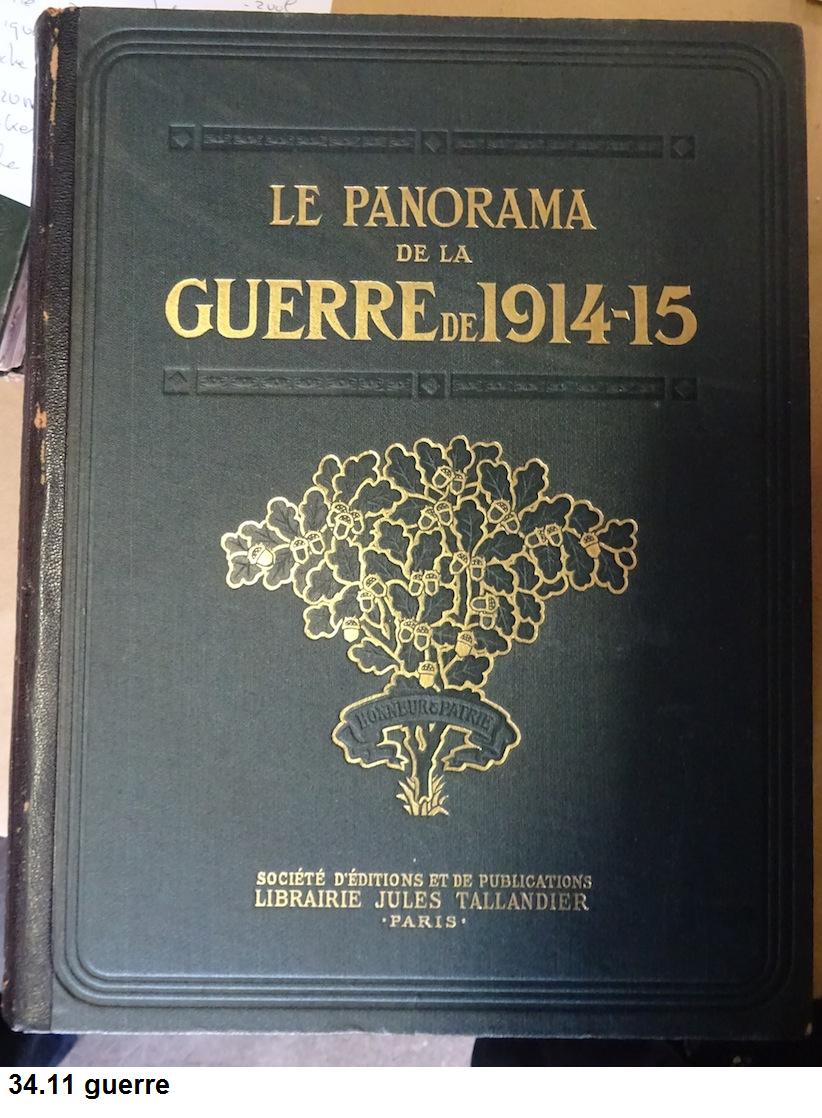 LE PANORAMA
DE LA
GUERRE DE 1914-15
HONNEUR & PATRIE
SOCIÉTÉ D'ÉDITIONS ET DE PUBLICATIONS
LIBRAIRIE JULES TALLANDIER
·PARIS·
34.11 guerre